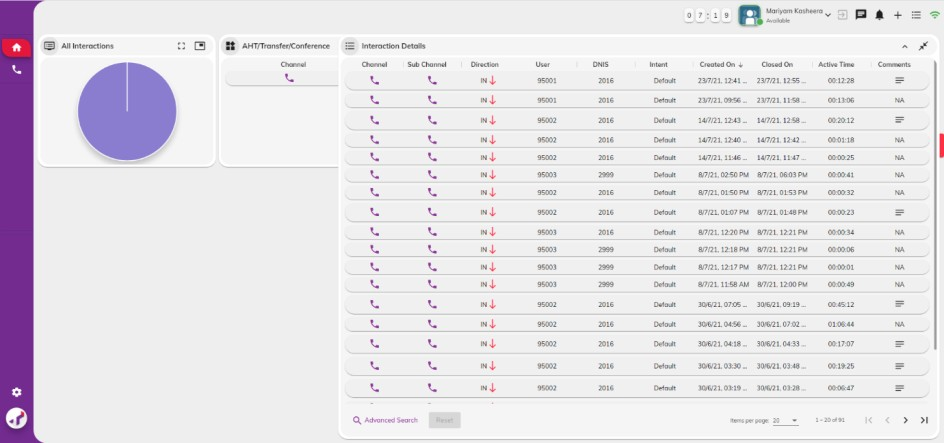 07:19 Mariyam Kasheera
Available
All Interactions
AHT/Transfer/Conference
Channel
Interaction Details
Channel Sub Channel Direction User DNIS Intent Created On Closed On Active Time Comments
IN 95001 2016 Default 23/7/21, 12:41 ... 23/7/21, 12:55 ... 00:12:28
IN 95001 2016 Default 23/7/21, 09:56 ... 23/7/21, 11:58 ... 00:13:06 NA
IN 95002 2016 Default 14/7/21, 12:43 ... 14/7/21, 12:58 ... 00:20:12
IN 95002 2016 Default 14/7/21, 12:40 ... 14/7/21, 12:42 ... 00:01:18 NA
IN 95002 2016 Default 14/7/21, 11:46 ... 14/7/21, 11:47 ... 00:00:25 NA
IN 95003 2999 Default 8/7/21, 02:50 PM 8/7/21, 06:03 PM 00:00:41 NA
IN 95002 2016 Default 8/7/21, 01:50 PM 8/7/21, 01:53 PM 00:00:32 NA
IN 95002 2016 Default 8/7/21, 01:07 PM 8/7/21, 01:48 PM 00:00:23
IN 95003 2016 Default 8/7/21, 12:20 PM 8/7/21, 12:21 PM 00:00:34 NA
IN 95003 2999 Default 8/7/21, 12:18 PM 8/7/21, 12:21 PM 00:00:06 NA
IN 95003 2999 Default 8/7/21, 12:17 PM 8/7/21, 12:21 PM 00:00:01 NA
IN 95003 2999 Default 8/7/21, 11:58 AM 8/7/21, 12:00 PM 00:00:49 NA
IN 95002 2016 Default 30/6/21, 07:05 ... 30/6/21, 09:19 ... 00:45:12
IN 95002 2016 Default 30/6/21, 04:56 ... 30/6/21, 07:02 ... 01:06:44 NA
IN 95002 2016 Default 30/6/21, 04:18 ... 30/6/21, 04:33 ... 00:17:07
IN 95002 2016 Default 30/6/21, 03:30 ... 30/6/21, 03:48 ... 00:19:25
IN 95002 2016 Default 30/6/21, 03:19 ... 30/6/21, 03:28 ... 00:06:47
Advanced Search Reset Items per page: 20 1 – 20 of 91